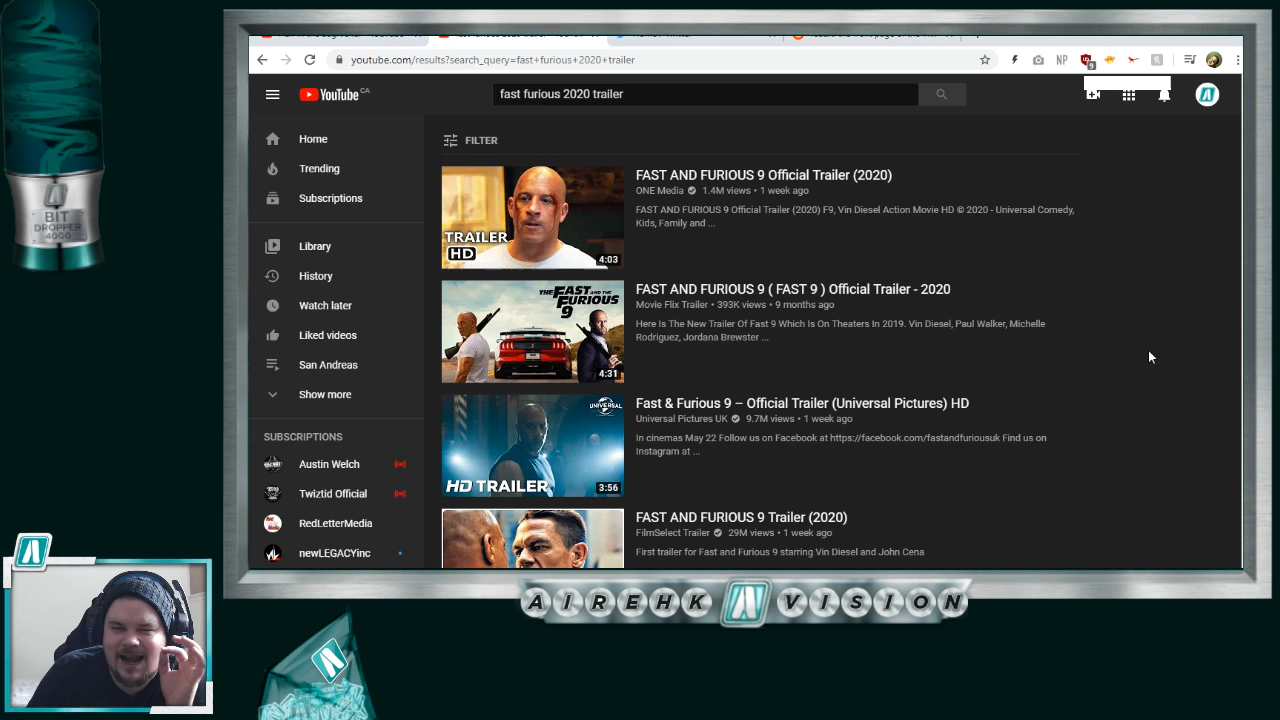 youtube.com/results?search_query=fast+furious+2020+trailer
NP
9
YouTube CA
fast furious 2020 trailer
Home
Trending
Subscriptions
Library
History
Watch later
Liked videos
San Andreas
Show more
SUBSCRIPTIONS
Austin Welch
Twiztid Official
RedLetterMedia
newLEGACYinc
FILTER
TRAILER
HD
4:03
FAST AND FURIOUS 9 Official Trailer (2020)
ONE Media 1.4M views • 1 week ago
FAST AND FURIOUS 9 Official Trailer (2020) F9, Vin Diesel Action Movie HD © 2020 - Universal Comedy,
Kids, Family and ...
THE FAST AND THE
FURIOUS
9
4:31
FAST AND FURIOUS 9 ( FAST 9 ) Official Trailer - 2020
Movie Flix Trailer • 393K views • 9 months ago
Here Is The New Trailer Of Fast 9 Which Is On Theaters In 2019. Vin Diesel, Paul Walker, Michelle
Rodriguez, Jordana Brewster ...
UNIVERSAL
HD TRAILER
3:56
Fast & Furious 9 – Official Trailer (Universal Pictures) HD
Universal Pictures UK 9.7M views • 1 week ago
In cinemas May 22 Follow us on Facebook at https://facebook.com/fastandfuriousuk Find us on
Instagram at ...
FAST AND FURIOUS 9 Trailer (2020)
FilmSelect Trailer 29M views • 1 week ago
First trailer for Fast and Furious 9 starring Vin Diesel and John Cena
BIT
DROPPER
4000
AIREHK VISION